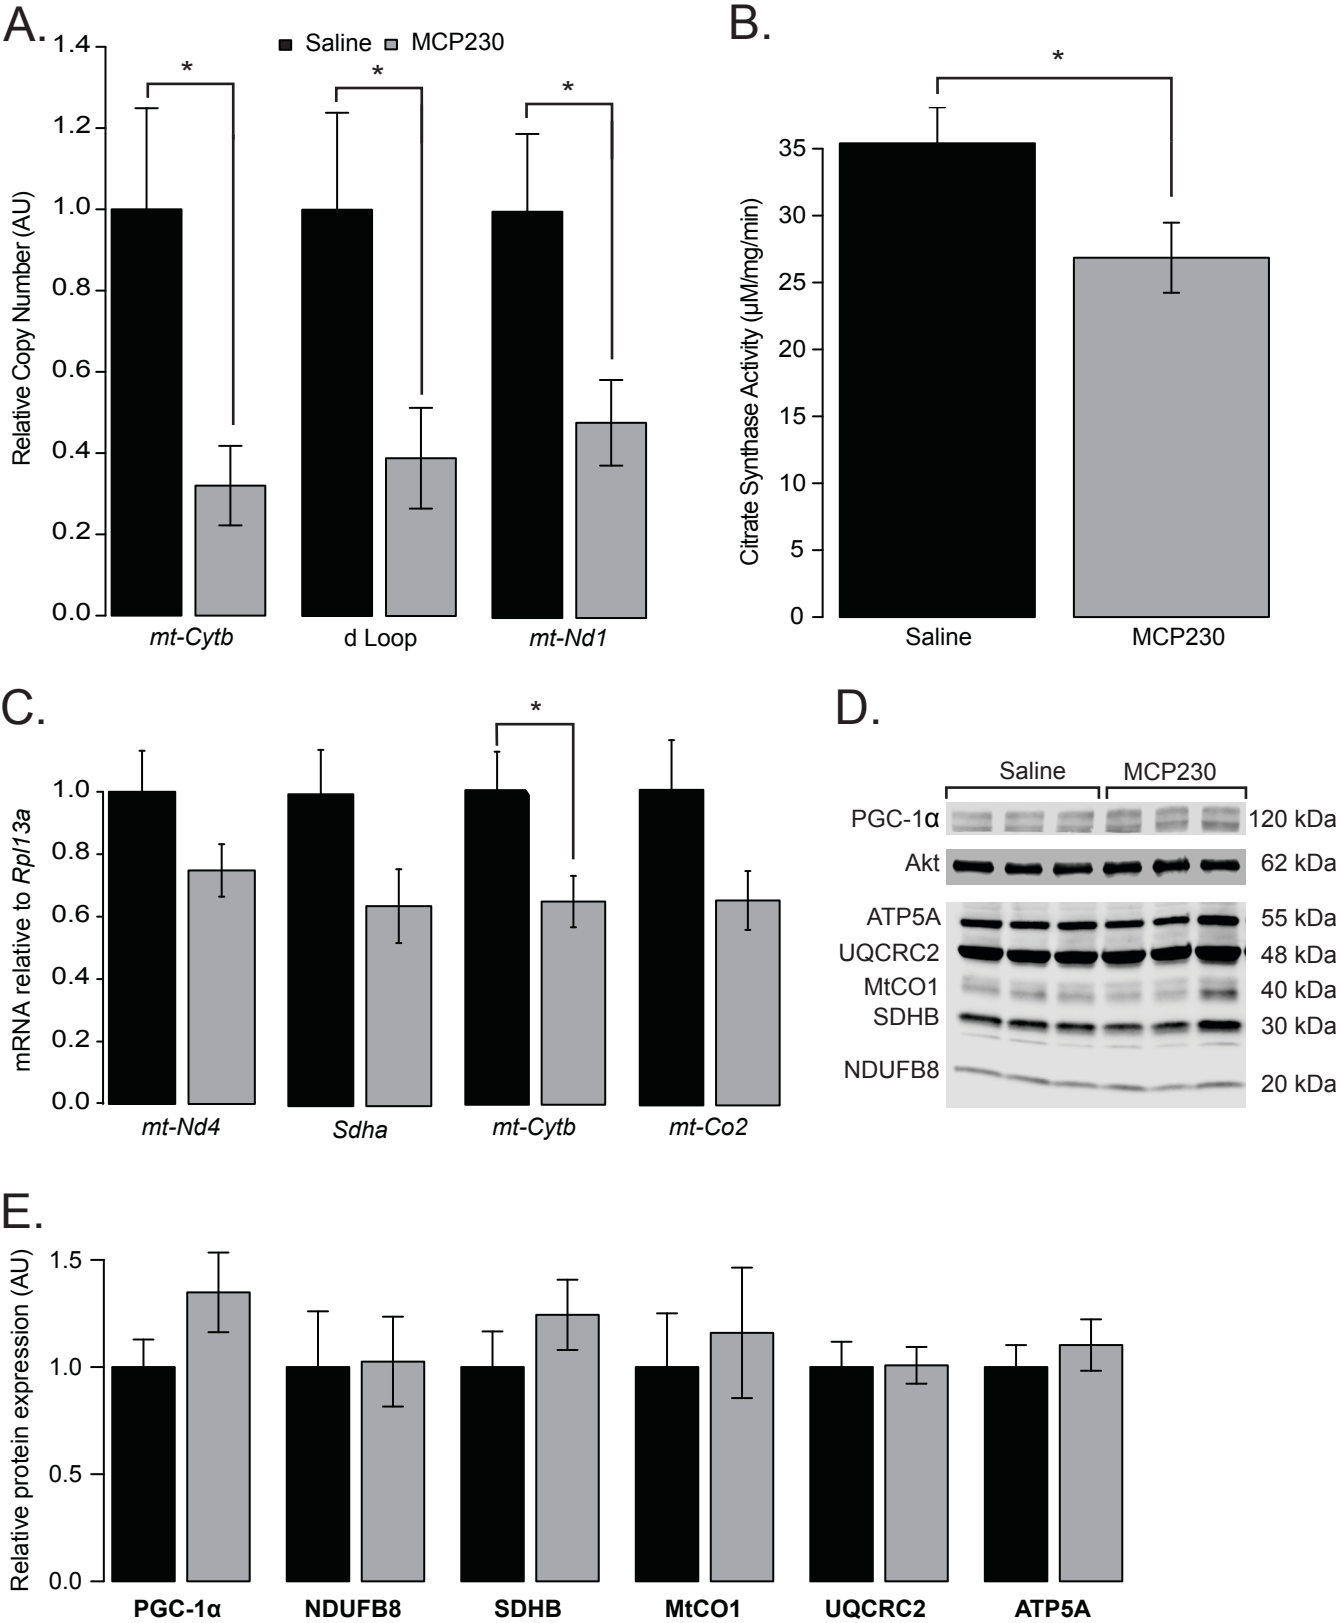 A.
Saline MCP230
*
*
*
Relative Copy Number (AU)
1.4
1.2
1.0
0.8
0.6
0.4
0.2
0.0
mt-Cytb d Loop mt-Nd1
B.
*
Citrate Synthase Activity (μM/mg/min)
35
30
25
20
15
10
5
0
Saline MCP230
C.
*
mRNA relative to Rpl13a
1.0
0.8
0.6
0.4
0.2
0.0
mt-Nd4 Sdha mt-Cytb mt-Co2
D.
Saline MCP230
PGC-1α 120 kDa
Akt 62 kDa
ATP5A 55 kDa
UQCRC2 48 kDa
MtCO1 40 kDa
SDHB 30 kDa
NDUFB8 20 kDa
E.
Relative protein expression (AU)
1.5
1.0
0.5
0.0
PGC-1α NDUFB8 SDHB MtCO1 UQCRC2 ATP5A